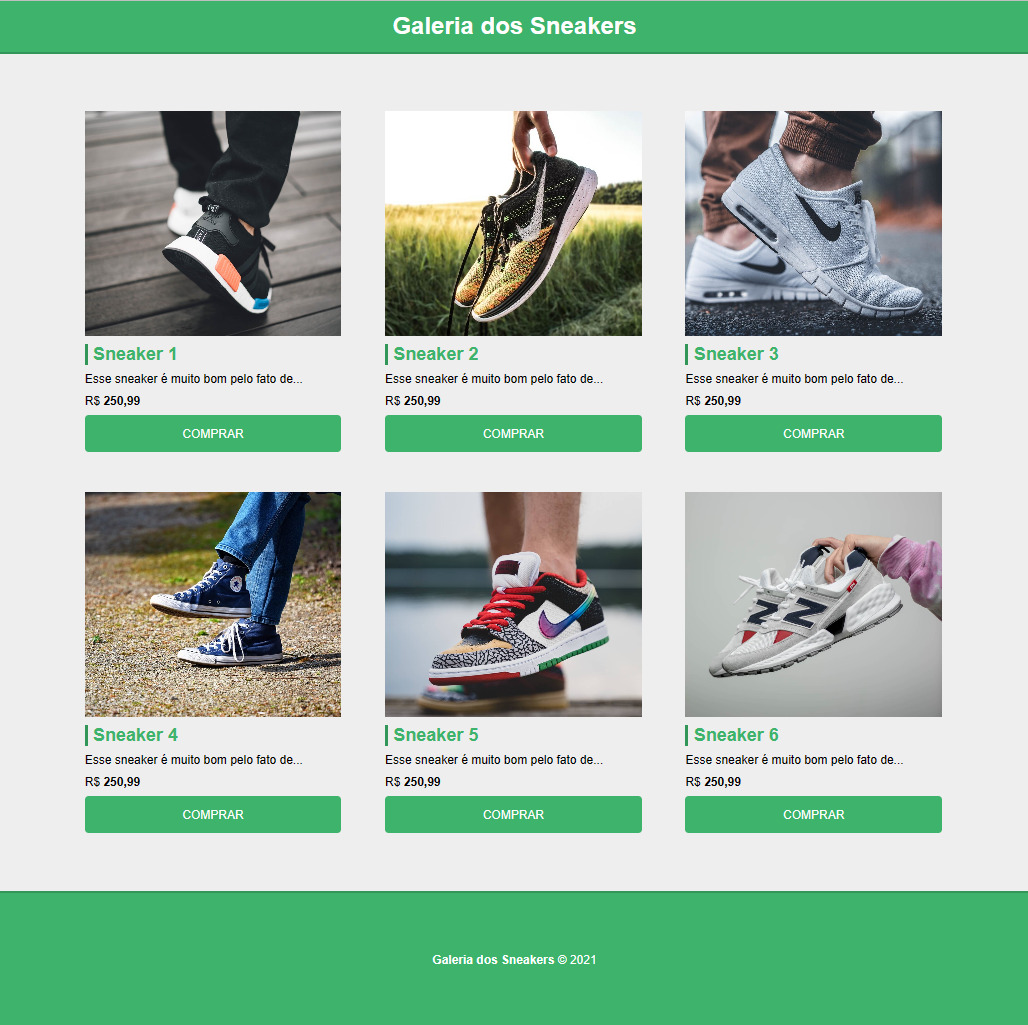 Galeria dos Sneakers
Sneaker 1
Esse sneaker é muito bom pelo fato de...
R$ 250,99
COMPRAR
Sneaker 2
Esse sneaker é muito bom pelo fato de...
R$ 250,99
COMPRAR
Sneaker 3
Esse sneaker é muito bom pelo fato de...
R$ 250,99
COMPRAR
Sneaker 4
Esse sneaker é muito bom pelo fato de...
R$ 250,99
COMPRAR
Sneaker 5
Esse sneaker é muito bom pelo fato de...
R$ 250,99
COMPRAR
Sneaker 6
Esse sneaker é muito bom pelo fato de...
R$ 250,99
COMPRAR
Galeria dos Sneakers © 2021